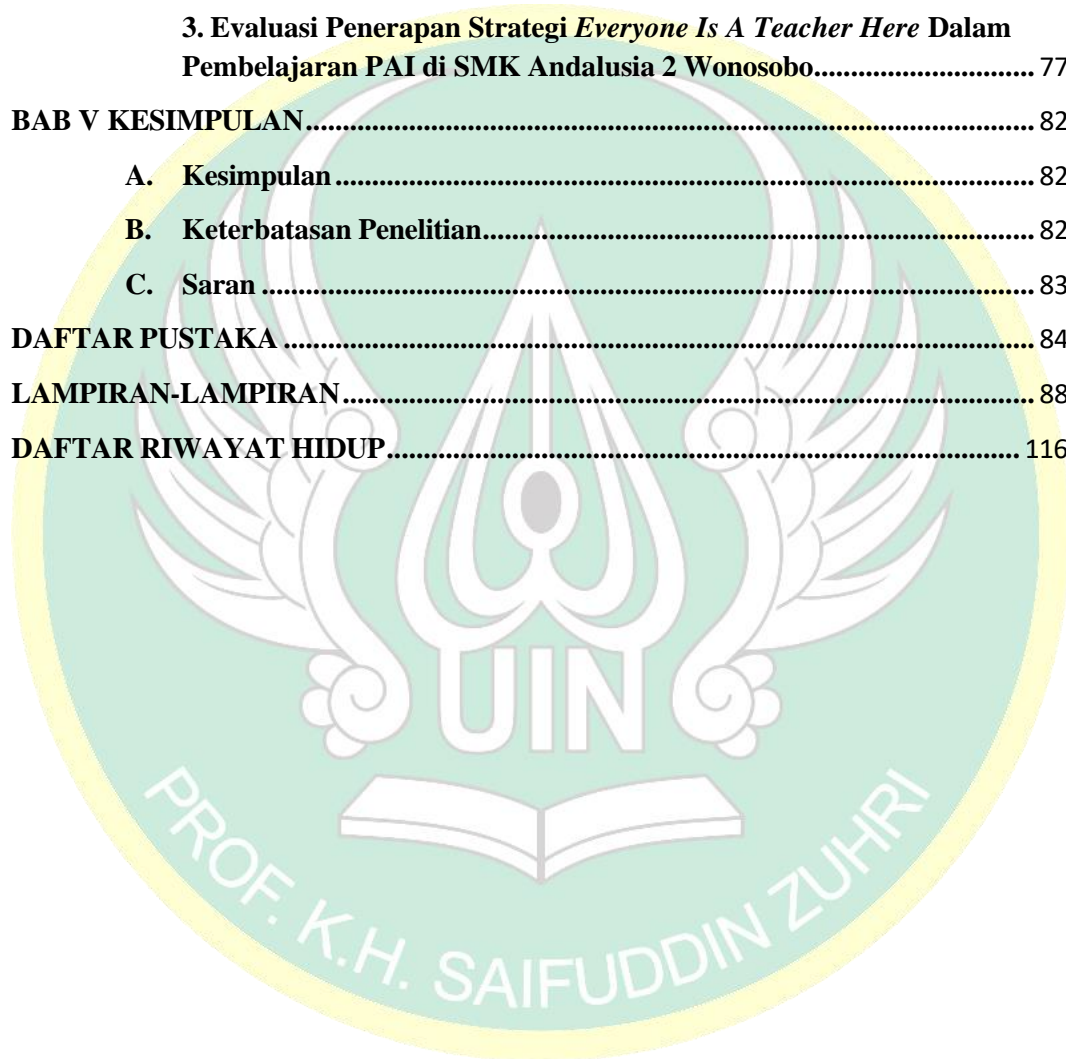 3. Evaluasi Penerapan Strategi Everyone Is A Teacher Here Dalam
Pembelajaran PAI di SMK Andalusia 2 Wonosobo.................................. 77
BAB V KESIMPULAN......................................................................................... 82
A. Kesimpulan...................................................................................... 82
B. Keterbatasan Penelitian.................................................................... 82
C. Saran ................................................................................................ 83
DAFTAR PUSTAKA ........................................................................................... 84
LAMPIRAN-LAMPIRAN.................................................................................... 88
DAFTAR RIWAYAT HIDUP............................................................................. 116
UIN
PROF. K.H. SAIFUDDIN ZUHRI